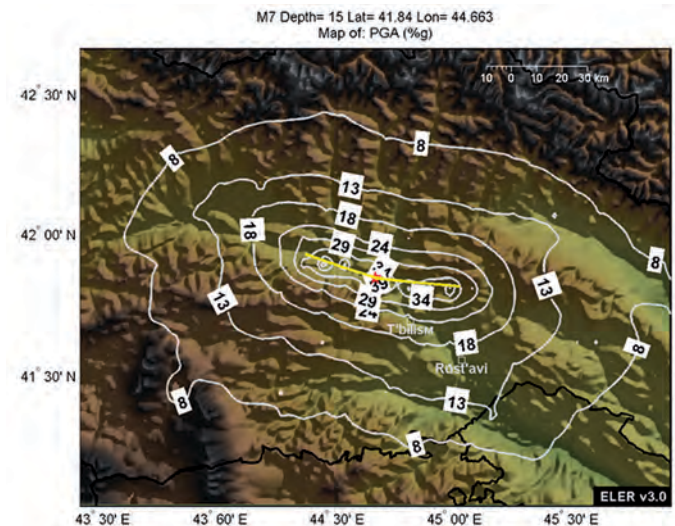 M7 Depth= 15 Lat= 41.84 Lon= 44.663
Map of: PGA (%g)
10 0 10 20 30 km
42° 30' N
8
8
13
18
42° 00' N
18
29
24
8
13
13
29
34
24
T'bilisм
18
8
Rust'avi
41° 30' N
8
13
8
ELER v3.0
43° 30' E
43° 60' E
44° 30' E
45° 00' E
45° 30' E